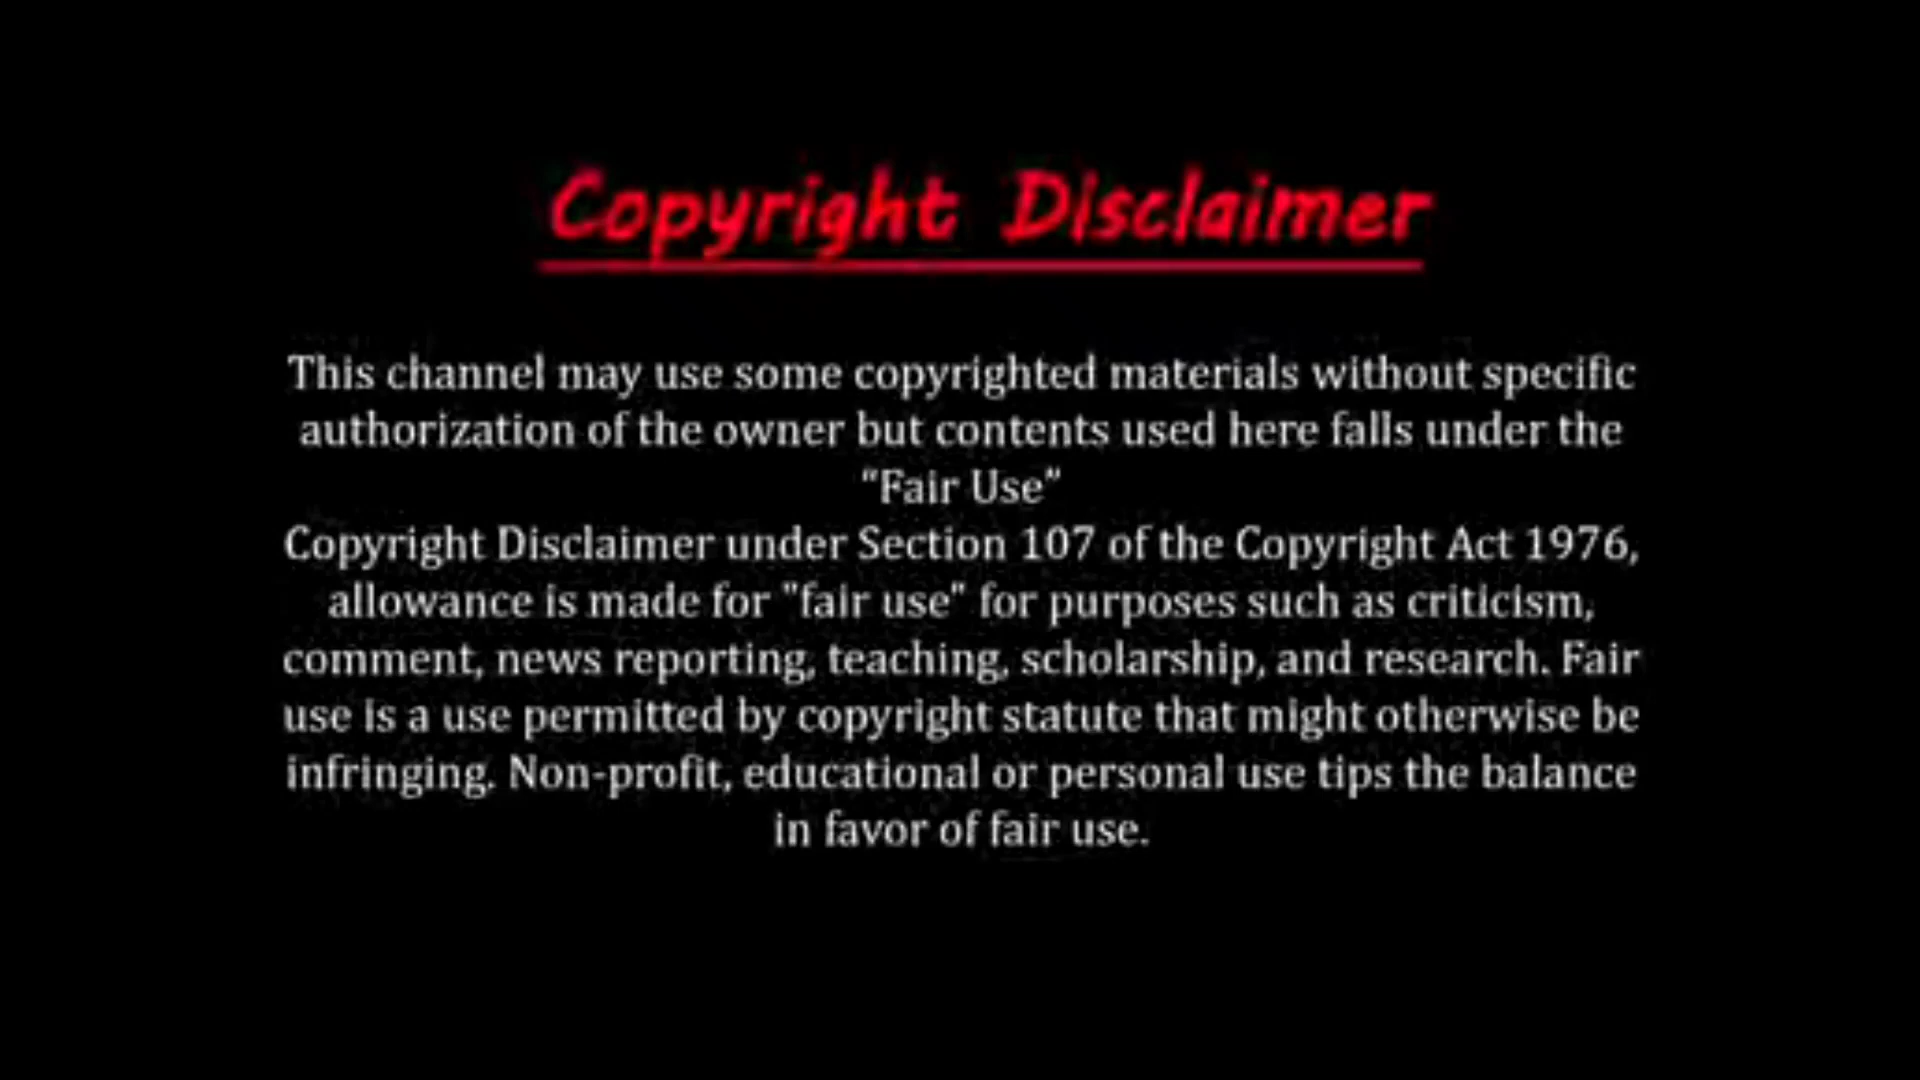 Copyright Disclaimer
This channel may use some copyrighted materials without specific
authorization of the owner but contents used here falls under the
“Fair Use”
Copyright Disclaimer under Section 107 of the Copyright Act 1976,
allowance is made for "fair use" for purposes such as criticism,
comment, news reporting, teaching, scholarship, and research. Fair
use is a use permitted by copyright statute that might otherwise be
infringing. Non-profit, educational or personal use tips the balance
in favor of fair use.